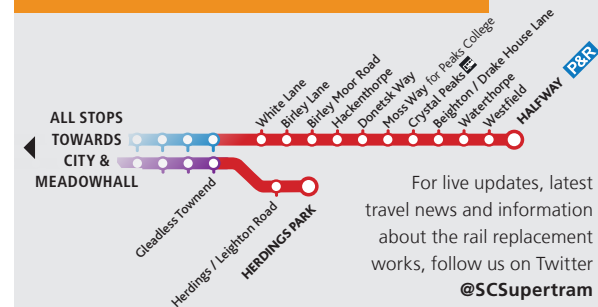 White Lane
Birley Lane
Birley Moor Road
Hackenthorpe
Donetsk Way
Moss Way for Peaks College
Crystal Peaks
Beighton / Drake House Lane
Waterthorpe
Westfield
HALFWAY P&R
ALL STOPS
TOWARDS
CITY &
MEADOWHALL
Gleadless Townend
Herdings / Leighton Road
HERDINGS PARK
For live updates, latest
travel news and information
about the rail replacement
works, follow us on Twitter
@SCSupertram